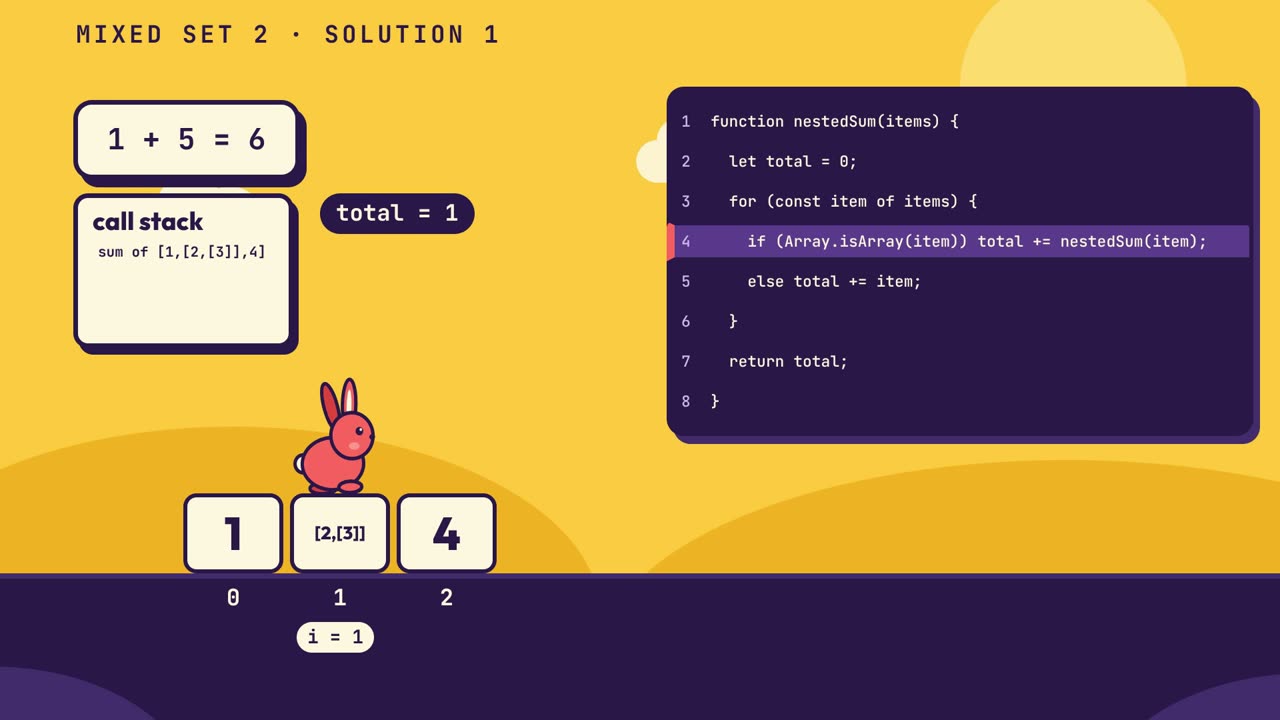 MIXED SET 2 · SOLUTION 1
1 + 5 = 6
call stack
sum of [1,[2,[3]],4]
total = 1
1 function nestedSum(items) {
2 let total = 0;
3 for (const item of items) {
4 if (Array.isArray(item)) total += nestedSum(item);
5 else total += item;
6 }
7 return total;
8 }
1 [2,[3]] 4
0 1 2
i = 1